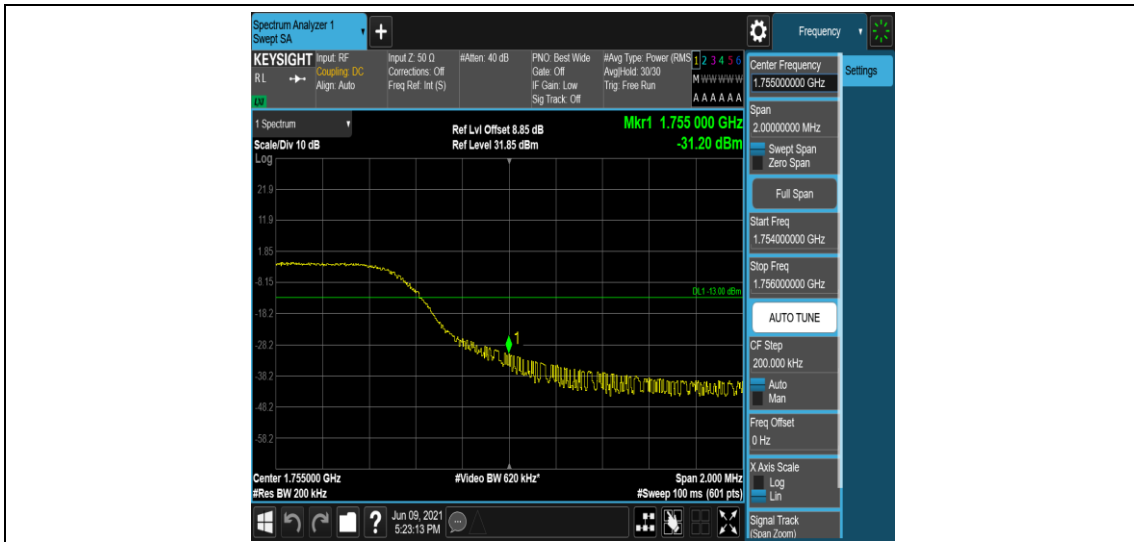 Spectrum Analyzer 1
Swept SA
+
Frequency
KEYSIGHT
RL
LXI
Input: RF
Coupling: DC
Align: Auto
Input Z: 50 Ω
Corrections: Off
Freq Ref: Int (S)
#Atten: 40 dB
PNO: Best Wide
Gate: Off
IF Gain: Low
Sig Track: Off
#Avg Type: Power (RMS
Avg|Hold: 30/30
Trig: Free Run
1 2 3 4 5 6
M W W W W W
A A A A A A
1 Spectrum
Scale/Div 10 dB
Log
Ref Lvl Offset 8.85 dB
Ref Level 31.85 dBm
Mkr1 1.755 000 GHz
-31.20 dBm
21.9
11.9
1.85
-8.15
-18.2
-28.2
-38.2
-48.2
-58.2
DL1 -13.00 dBm
1
Center 1.755000 GHz
#Res BW 200 kHz
#Video BW 620 kHz*
Span 2.000 MHz
#Sweep 100 ms (601 pts)
Center Frequency
1.755000000 GHz
Settings
Span
2.00000000 MHz
Swept Span
Zero Span
Full Span
Start Freq
1.754000000 GHz
Stop Freq
1.756000000 GHz
AUTO TUNE
CF Step
200.000 kHz
Auto
Man
Freq Offset
0 Hz
X Axis Scale
Log
Lin
Signal Track
(Span Zoom)
?
Jun 09, 2021
5:23:13 PM